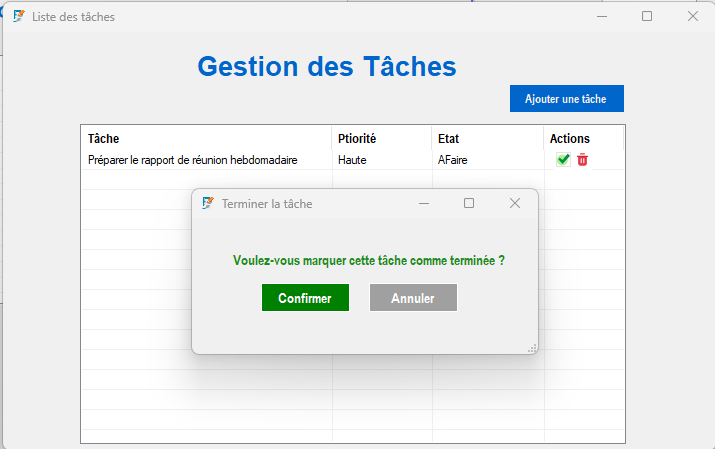 Liste des tâches
Gestion des Tâches
Ajouter une tâche
Tâche Ptiorité Etat Actions
Préparer le rapport de réunion hebdomadaire Haute AFaire
Terminer la tâche
Voulez-vous marquer cette tâche comme terminée ?
Confirmer Annuler